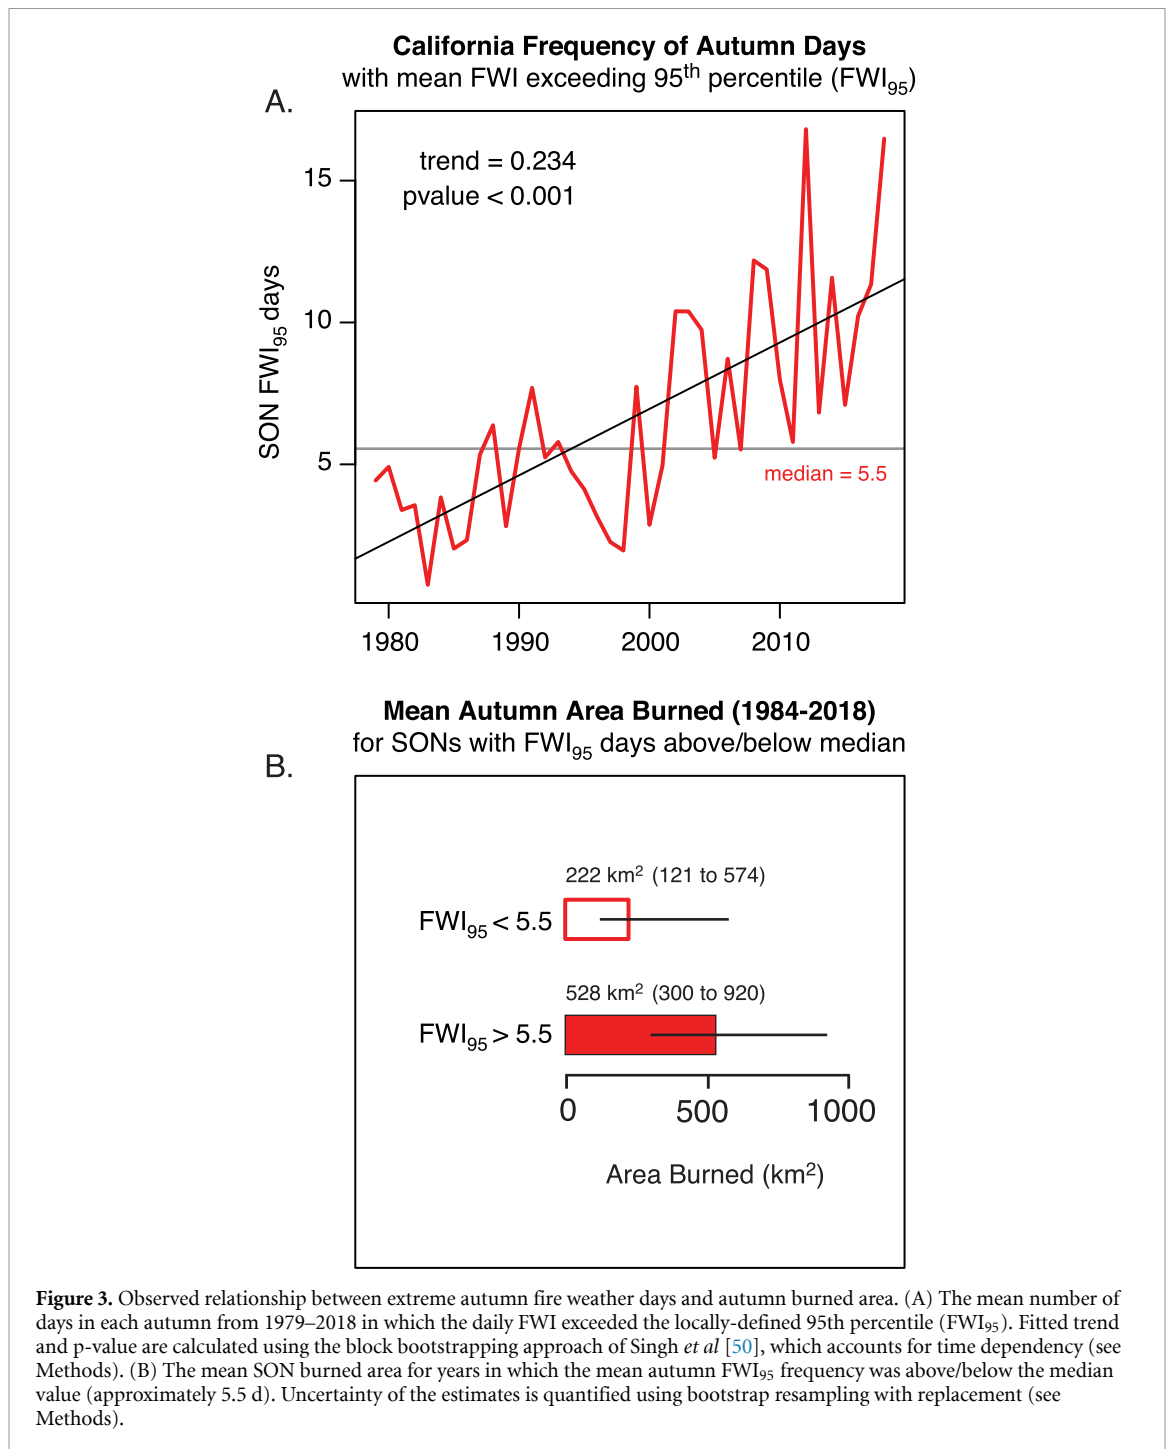 California Frequency of Autumn Days
with mean FWI exceeding 95th percentile (FWI95)
A.
trend = 0.234
pvalue < 0.001
15
10
5
SON FWI95 days
median = 5.5
1980 1990 2000 2010
Mean Autumn Area Burned (1984-2018)
for SONs with FWI95 days above/below median
B.
222 km2 (121 to 574)
FWI95 < 5.5
528 km2 (300 to 920)
FWI95 > 5.5
0 500 1000
Area Burned (km2)
Figure 3. Observed relationship between extreme autumn fire weather days and autumn burned area. (A) The mean number of
days in each autumn from 1979–2018 in which the daily FWI exceeded the locally-defined 95th percentile (FWI95). Fitted trend
and p-value are calculated using the block bootstrapping approach of Singh et al [50], which accounts for time dependency (see
Methods). (B) The mean SON burned area for years in which the mean autumn FWI95 frequency was above/below the median
value (approximately 5.5 d). Uncertainty of the estimates is quantified using bootstrap resampling with replacement (see
Methods).